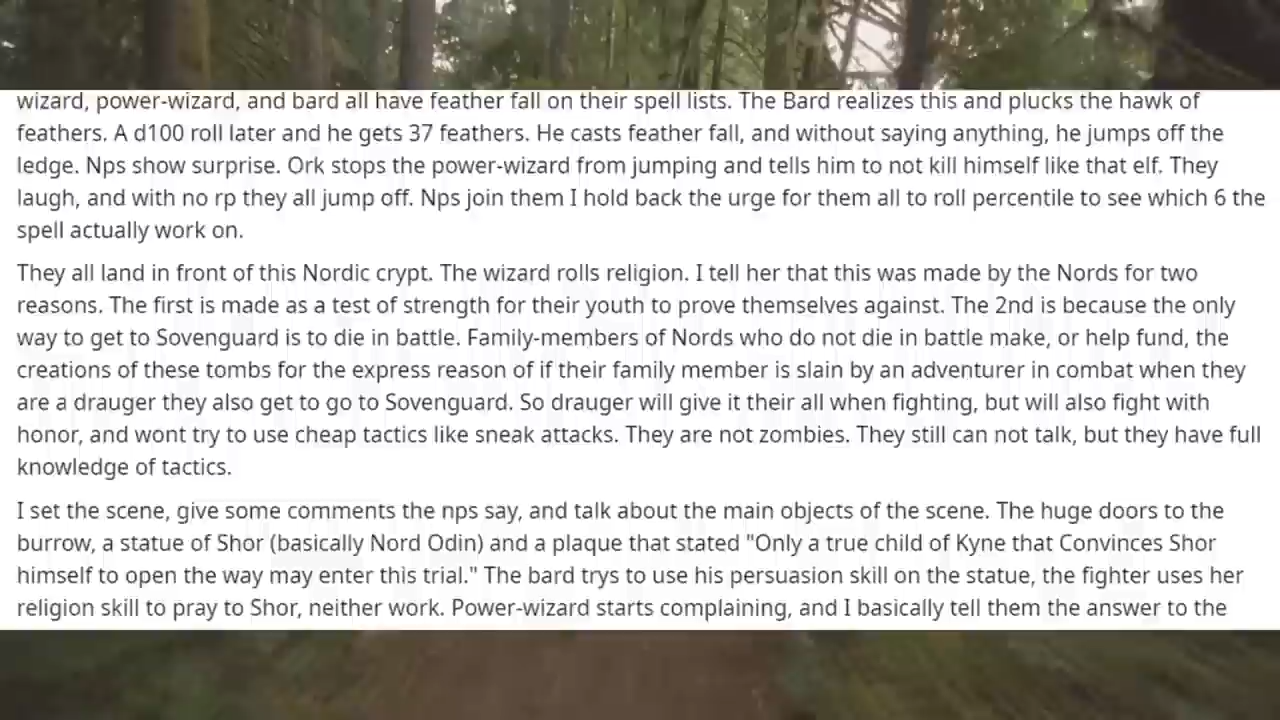 wizard, power-wizard, and bard all have feather fall on their spell lists. The Bard realizes this and plucks the hawk of
feathers. A d100 roll later and he gets 37 feathers. He casts feather fall, and without saying anything, he jumps off the
ledge. Nps show surprise. Ork stops the power-wizard from jumping and tells him to not kill himself like that elf. They
laugh, and with no rp they all jump off. Nps join them I hold back the urge for them all to roll percentile to see which 6 the
spell actually work on.
They all land in front of this Nordic crypt. The wizard rolls religion. I tell her that this was made by the Nords for two
reasons. The first is made as a test of strength for their youth to prove themselves against. The 2nd is because the only
way to get to Sovenguard is to die in battle. Family-members of Nords who do not die in battle make, or help fund, the
creations of these tombs for the express reason of if their family member is slain by an adventurer in combat when they
are a drauger they also get to go to Sovenguard. So drauger will give it their all when fighting, but will also fight with
honor, and wont try to use cheap tactics like sneak attacks. They are not zombies. They still can not talk, but they have full
knowledge of tactics.
I set the scene, give some comments the nps say, and talk about the main objects of the scene. The huge doors to the
burrow, a statue of Shor (basically Nord Odin) and a plaque that stated "Only a true child of Kyne that Convinces Shor
himself to open the way may enter this trial." The bard trys to use his persuasion skill on the statue, the fighter uses her
religion skill to pray to Shor, neither work. Power-wizard starts complaining, and I basically tell them the answer to the